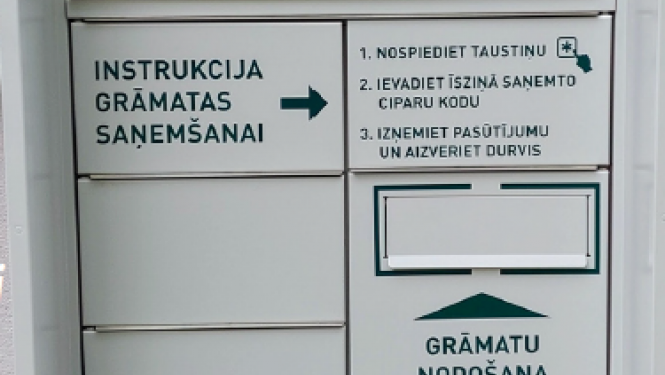 INSTRUKCIJA
GRĀMATAS
SAŅEMŠANAI
1. NOSPIEDIET TAUSTIŅU *
2. IEVADIET ĪSZIŅĀ SAŅEMTO
CIPARU KODU
3. IZŅEMIET PASŪTĪJUMU
UN AIZVERIET DURVIS
GRĀMATU
NODOŠANA